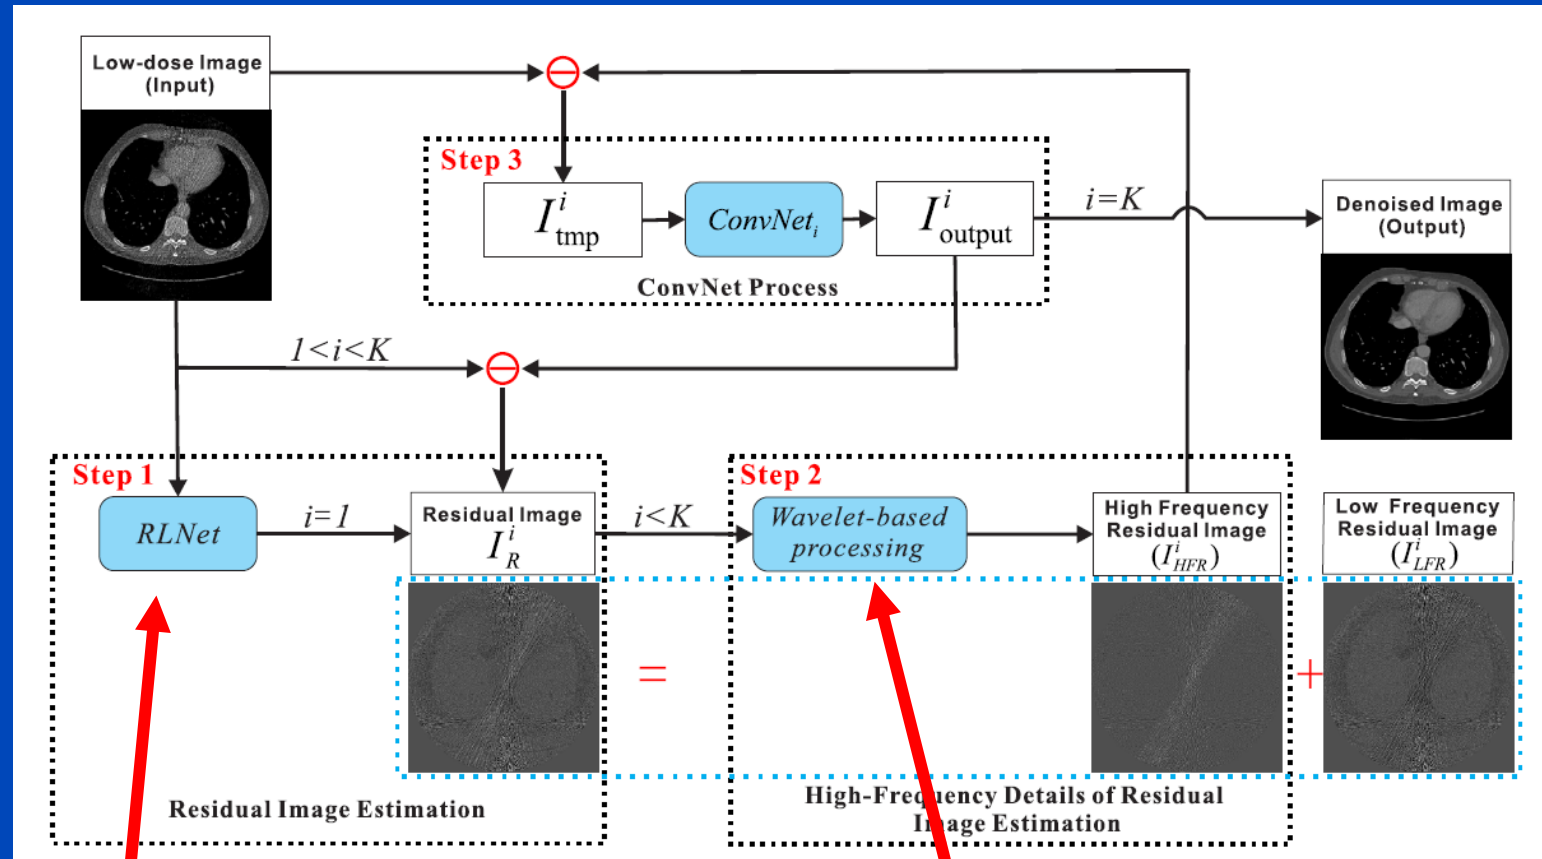 Low-dose Image
(Input)
Step 3
I^i_tmp
ConvNet_i
I^i_output
i=K
ConvNet Process
Denoised Image
(Output)
1<i<K
Step 1
RLNet
i=1
Residual Image
I^i_R
i<K
Step 2
Wavelet-based
processing
High Frequency
Residual Image
(I^i_HFR)
Low Frequency
Residual Image
(I^i_LFR)
=
+
Residual Image Estimation
High-Frequency Details of Residual
Image Estimation